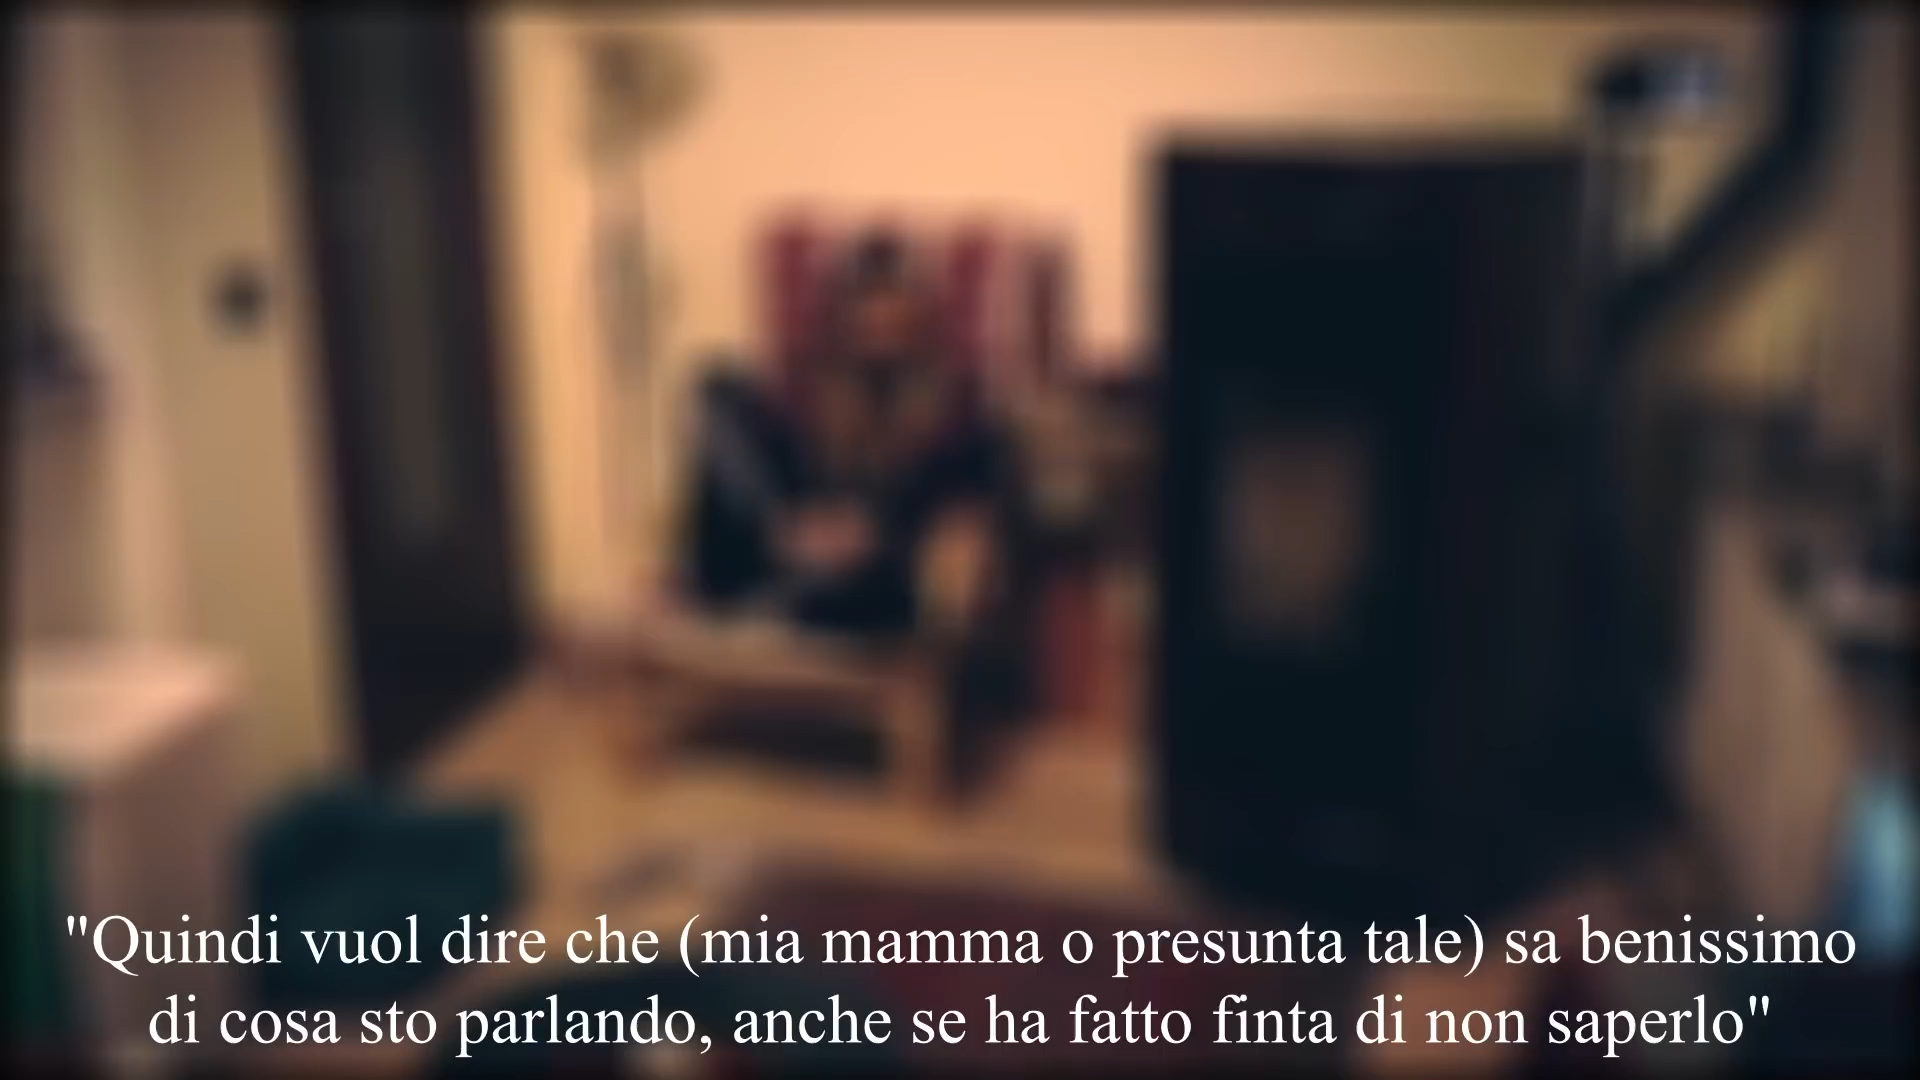 "Quindi vuol dire che (mia mamma o presunta tale) sa benissimo
di cosa sto parlando, anche se ha fatto finta di non saperlo"